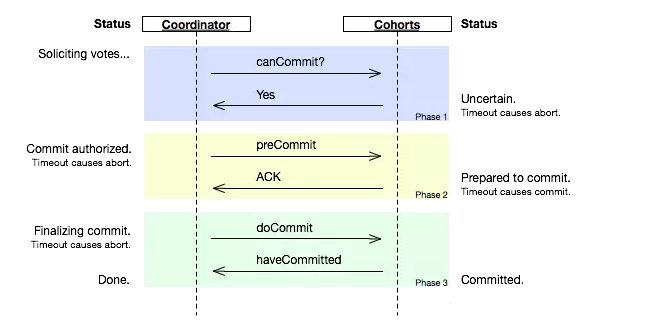 Status
Coordinator
Cohorts
Status
Soliciting votes...
canCommit?
Yes
Uncertain.
Timeout causes abort.
Phase 1
Commit authorized.
Timeout causes abort.
preCommit
ACK
Prepared to commit.
Timeout causes commit.
Phase 2
Finalizing commit.
Timeout causes abort.
doCommit
haveCommitted
Done.
Phase 3
Committed.